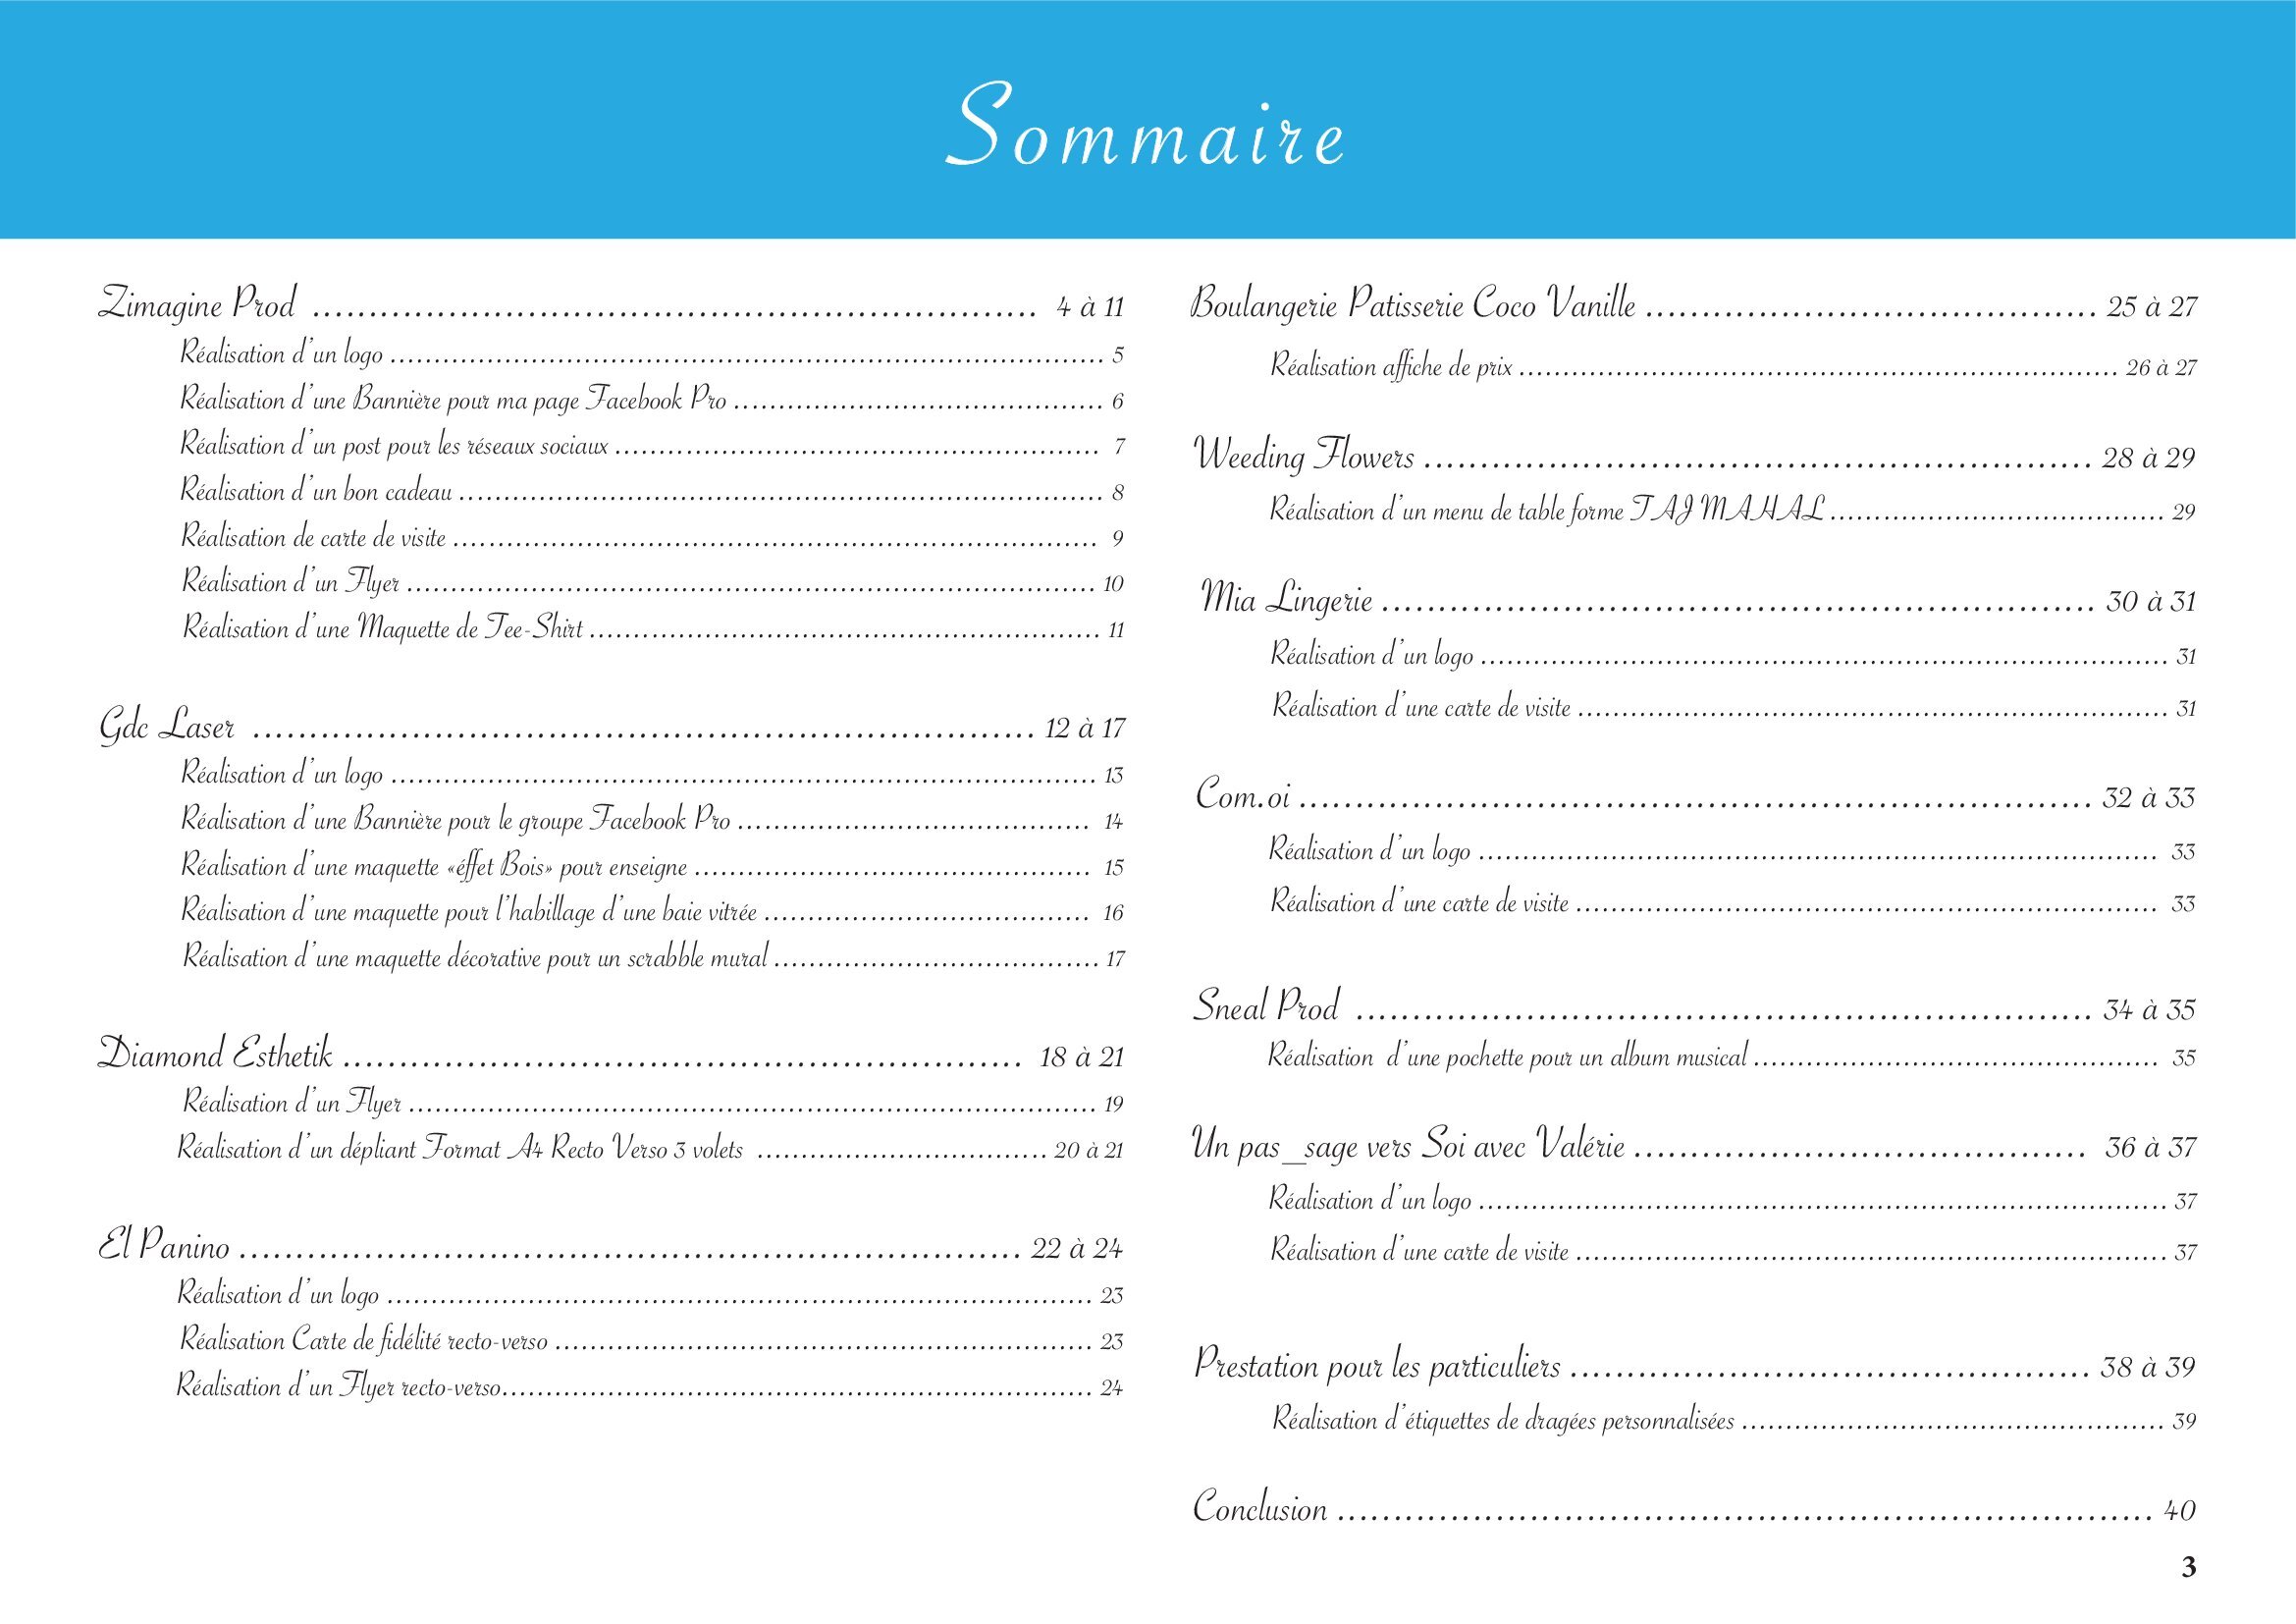 Sommaire
Zimagine Prod ................................................................ 4 à 11
Réalisation d'un logo ................................................................ 5
Réalisation d'une Bannière pour ma page Facebook Pro ................................ 6
Réalisation d'un post pour les réseaux sociaux ................................ 7
Réalisation d'un bon cadeau ................................ 8
Réalisation de carte de visite ................................ 9
Réalisation d'un Flyer ................................ 10
Réalisation d'une Maquette de Tee-Shirt ................................ 11
Gdc Laser ................................ 12 à 17
Réalisation d'un logo ................................ 13
Réalisation d'une Bannière pour le groupe Facebook Pro ................................ 14
Réalisation d'une maquette «éffet Bois» pour enseigne ................................ 15
Réalisation d'une maquette pour l'habillage d'une baie vitrée ................................ 16
Réalisation d'une maquette décorative pour un scrabble mural ................................ 17
Diamond Esthetik ................................ 18 à 21
Réalisation d'un Flyer ................................ 19
Réalisation d'un dépliant Format A4 Recto Verso 3 volets ................................ 20 à 21
El Panino ................................ 22 à 24
Réalisation d'un logo ................................ 23
Réalisation Carte de fidélité recto-verso ................................ 23
Réalisation d'un Flyer recto-verso................................ 24
Boulangerie Patisserie Coco Vanille ................................ 25 à 27
Réalisation affiche de prix ................................ 26 à 27
Weeding Flowers ................................ 28 à 29
Réalisation d'un menu de table forme TAJ MAHAL ................................ 29
Mia Lingerie ................................ 30 à 31
Réalisation d'un logo ................................ 31
Réalisation d'une carte de visite ................................ 31
Com.oi ................................ 32 à 33
Réalisation d'un logo ................................ 33
Réalisation d'une carte de visite ................................ 33
Sneal Prod ................................ 34 à 35
Réalisation d'une pochette pour un album musical ................................ 35
Un pas_sage vers Soi avec Valérie ................................ 36 à 37
Réalisation d'un logo ................................ 37
Réalisation d'une carte de visite ................................ 37
Prestation pour les particuliers ................................ 38 à 39
Réalisation d'étiquettes de dragées personnalisées ................................ 39
Conclusion ................................ 40
3